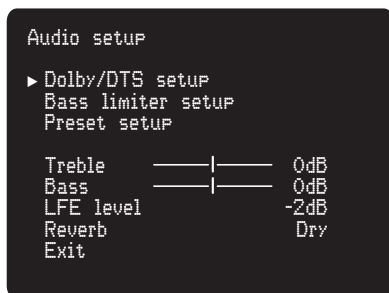 Audio setup
▶ Dolby/DTS setup
Bass limiter setup
Preset setup
Treble 0dB
Bass 0dB
LFE level -2dB
Reverb Dry
Exit